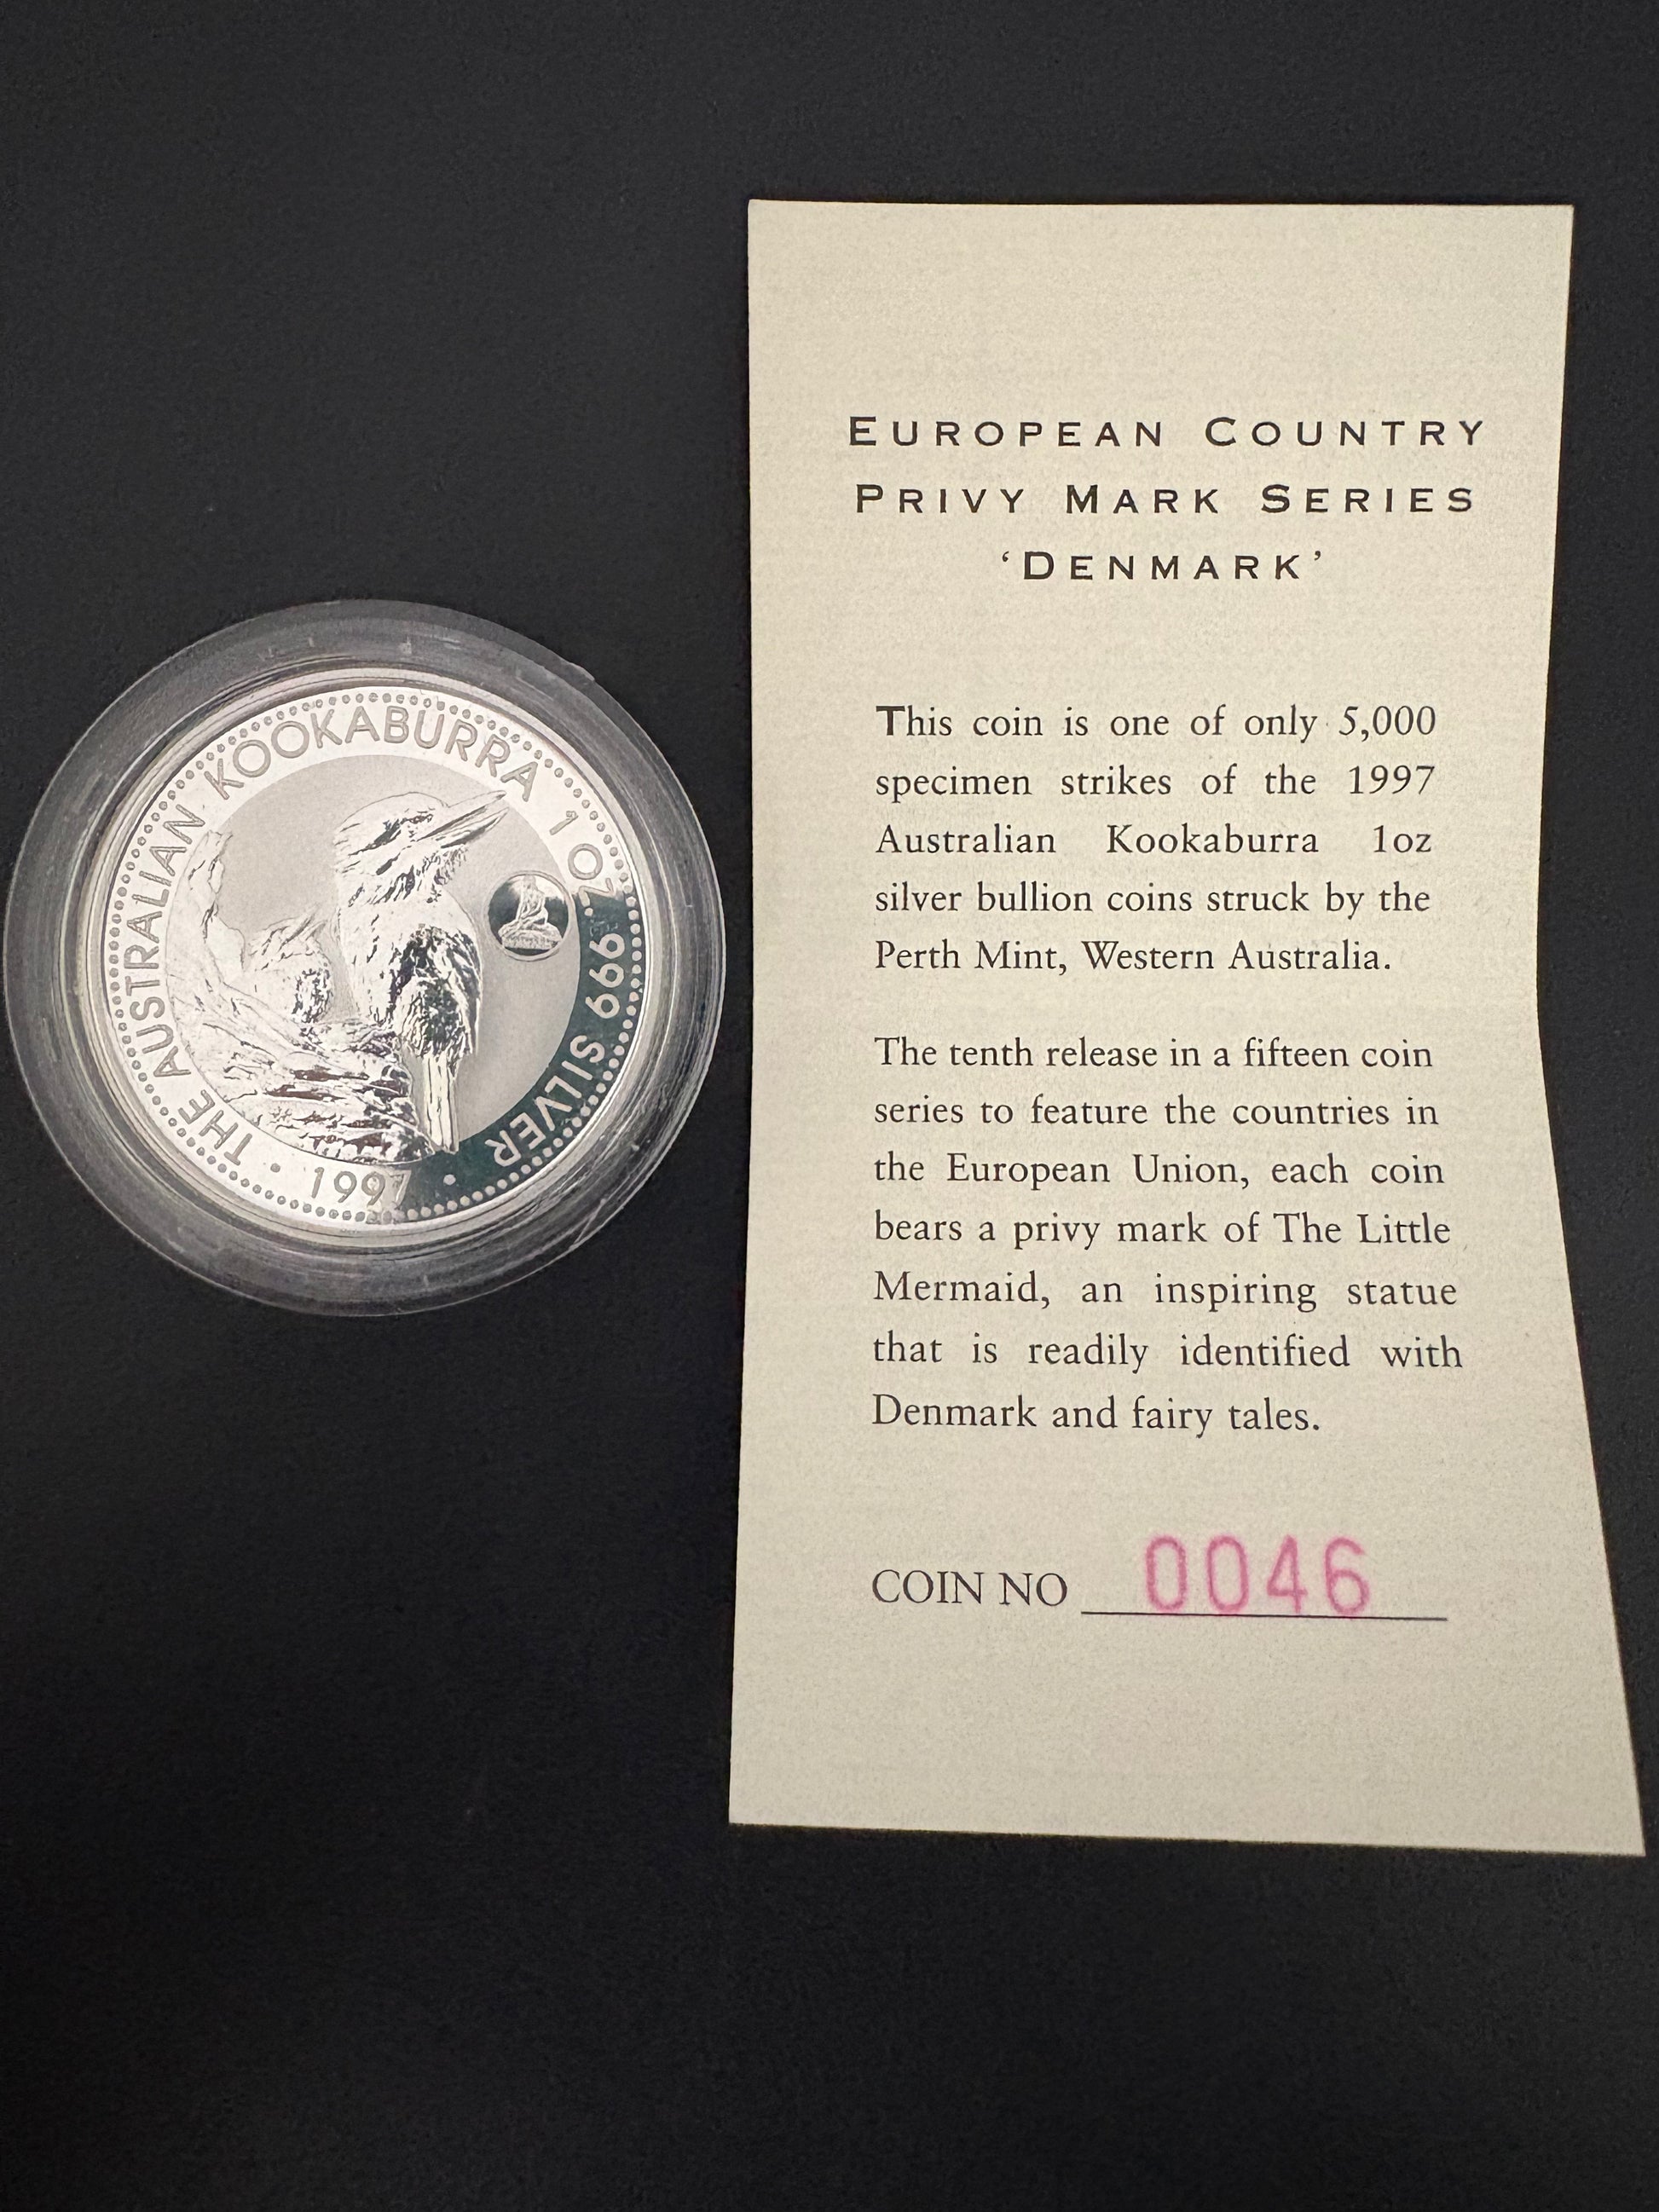 THE AUSTRALIAN KOOKABURRA 1 OZ. 999 SILVER
· 1997 ·
EUROPEAN COUNTRY
PRIVY MARK SERIES
‘DENMARK’
This coin is one of only 5,000
specimen strikes of the 1997
Australian Kookaburra 1oz
silver bullion coins struck by the
Perth Mint, Western Australia.
The tenth release in a fifteen coin
series to feature the countries in
the European Union, each coin
bears a privy mark of The Little
Mermaid, an inspiring statue
that is readily identified with
Denmark and fairy tales.
COIN NO 0046